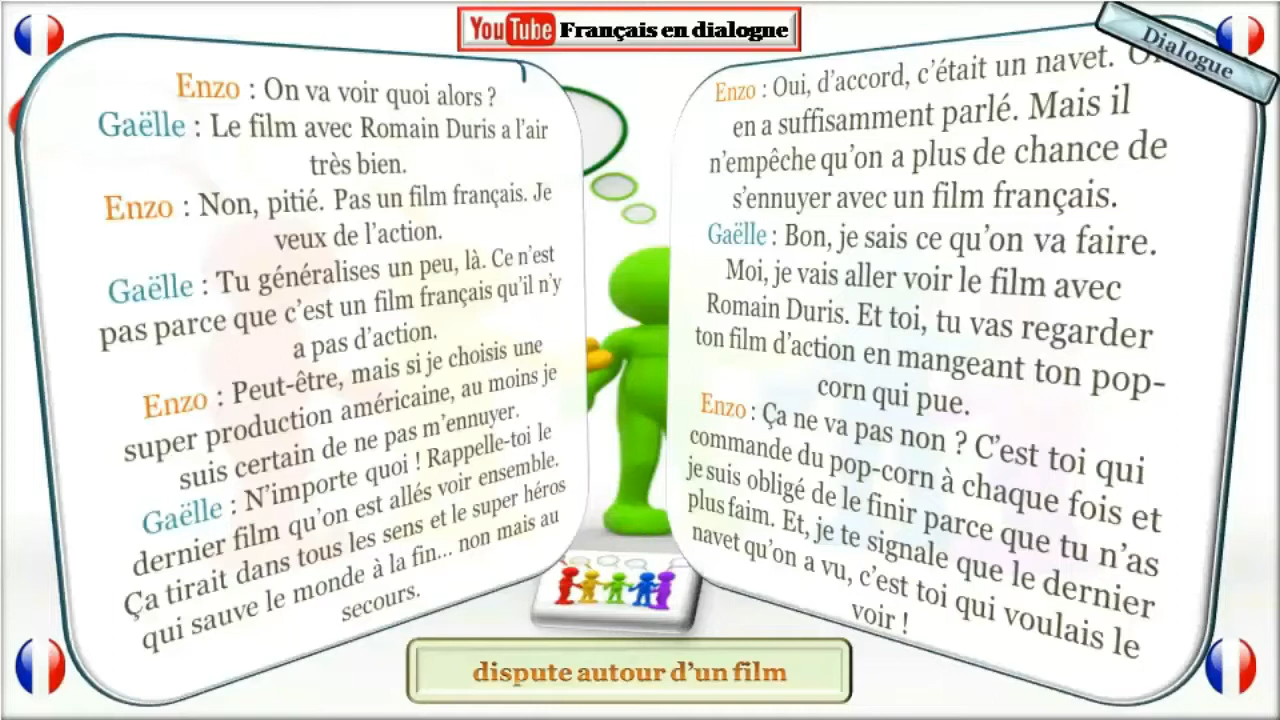 YouTube Français en dialogue
Dialogue
Enzo : On va voir quoi alors ?
Gaëlle : Le film avec Romain Duris a l'air
très bien.
Enzo : Non, pitié. Pas un film français. Je
veux de l'action.
Gaëlle : Tu généralises un peu, là. Ce n'est
pas parce que c'est un film français qu'il n'y
a pas d'action.
Enzo : Peut-être, mais si je choisis une
super production américaine, au moins je
suis certain de ne pas m'ennuyer.
Gaëlle : N'importe quoi ! Rappelle-toi le
dernier film qu'on est allés voir ensemble.
Ça tirait dans tous les sens et le super héros
qui sauve le monde à la fin... non mais au
secours.
Enzo : Oui, d'accord, c'était un navet.
en a suffisamment parlé. Mais il
n'empêche qu'on a plus de chance de
s'ennuyer avec un film français.
Gaëlle : Bon, je sais ce qu'on va faire.
Moi, je vais aller voir le film avec
Romain Duris. Et toi, tu vas regarder
ton film d'action en mangeant ton pop-
corn qui pue.
Enzo : Ça ne va pas non ? C'est toi qui
commande du pop-corn à chaque fois et
je suis obligé de le finir parce que tu n'as
plus faim. Et, je te signale que le dernier
navet qu'on a vu, c'est toi qui voulais le
voir !
dispute autour d'un film